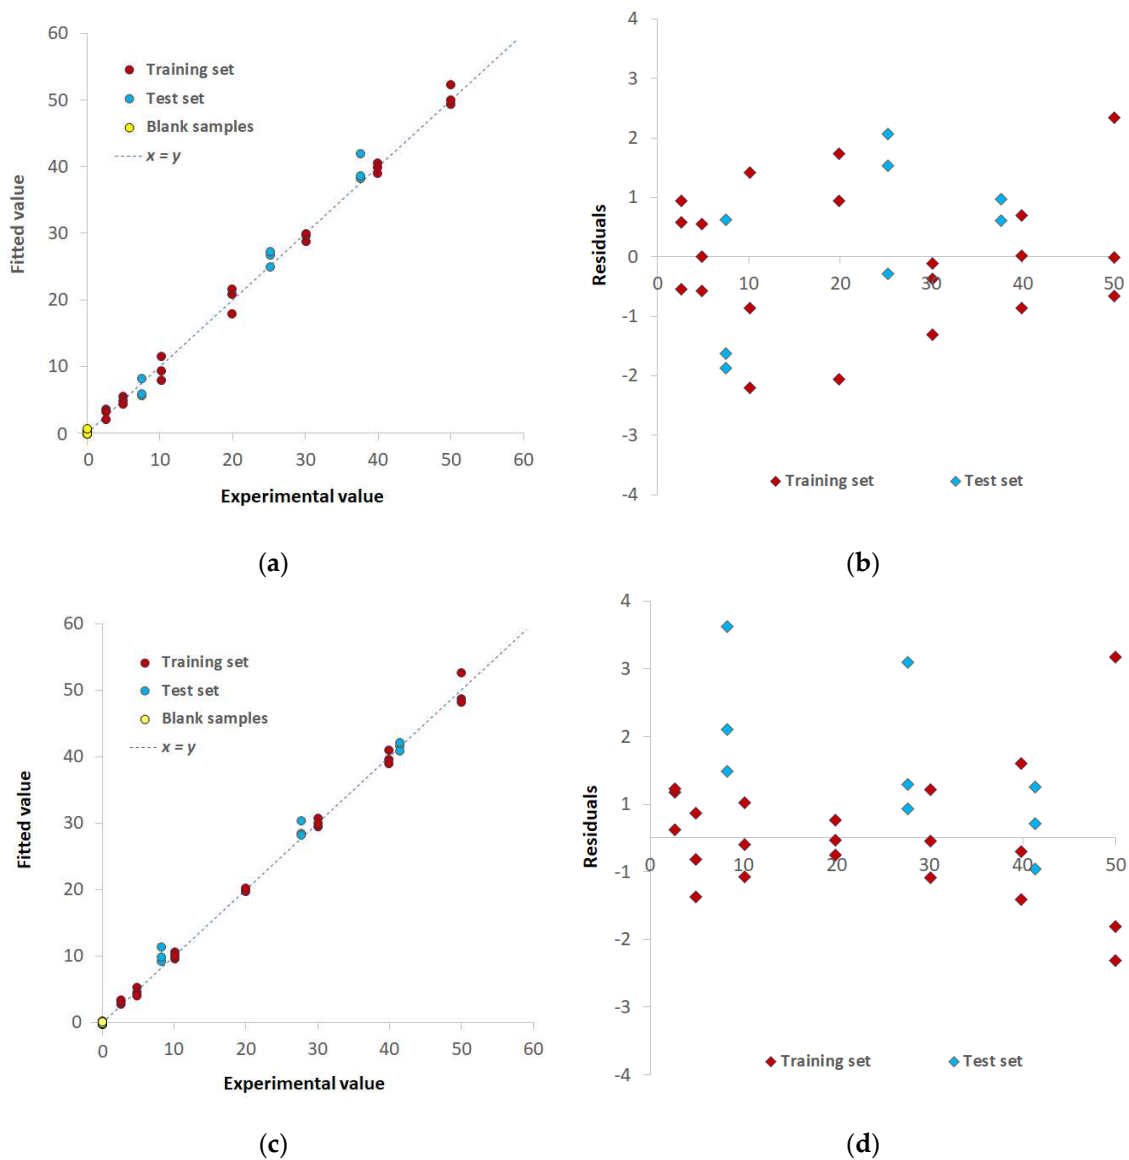 60
50
40
30
20
10
0
Fitted value
Training set
Test set
Blank samples
x = y
0 10 20 30 40 50 60
Experimental value
(a)
4
3
2
1
0
-1
-2
-3
-4
Residuals
0 10 20 30 40 50
Training set Test set
(b)
60
50
40
30
20
10
0
Fitted value
Training set
Test set
Blank samples
x = y
0 10 20 30 40 50 60
Experimental value
(c)
4
3
2
1
-1
-2
-3
-4
Residuals
0 10 20 30 40 50
Training set Test set
(d)